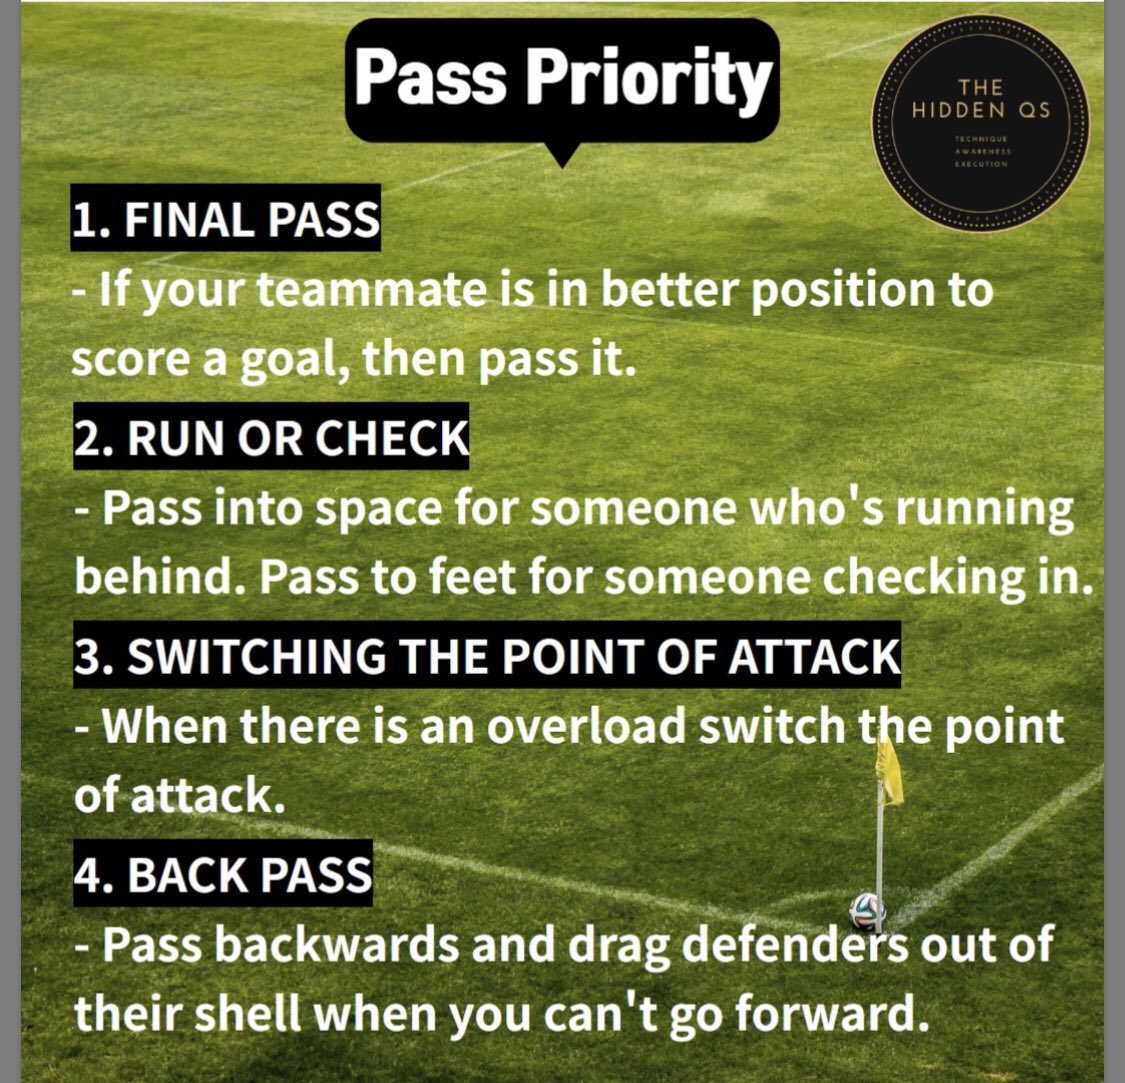 Pass Priority
THE
HIDDEN QS
TECHNIQUE
AWARENESS
EXECUTION
1. FINAL PASS
- If your teammate is in better position to
score a goal, then pass it.
2. RUN OR CHECK
- Pass into space for someone who's running
behind. Pass to feet for someone checking in.
3. SWITCHING THE POINT OF ATTACK
- When there is an overload switch the point
of attack.
4. BACK PASS
- Pass backwards and drag defenders out of
their shell when you can't go forward.